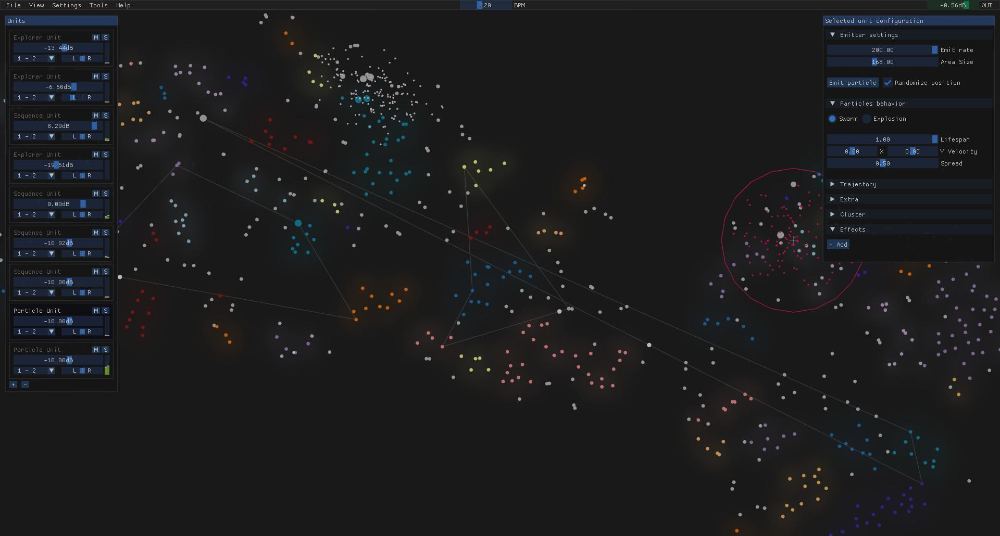 File View Settings Tools Help 120 BPM -0.56dB OUT
Units
Explorer Unit M S
-13.44dB
1 - 2 L R
Explorer Unit M S
-6.60dB
1 - 2 L R
Sequence Unit M S
8.20dB
1 - 2 L R
Explorer Unit M S
-19.51dB
1 - 2 L R
Sequence Unit M S
0.00dB
1 - 2 L R
Sequence Unit M S
-10.02dB
1 - 2 L R
Sequence Unit M S
-10.00dB
1 - 2 L R
Particle Unit M S
-10.00dB
1 - 2 L R
Particle Unit M S
-10.00dB
1 - 2 L R
+ -
Selected unit configuration
Emitter settings
200.00 Emit rate
168.00 Area Size
Emit particle Randomize position
Particles behavior
Swarm Explosion
1.00 Lifespan
0.00 X 0.00 Y Velocity
0.50 Spread
Trajectory
Extra
Cluster
Effects
+ Add